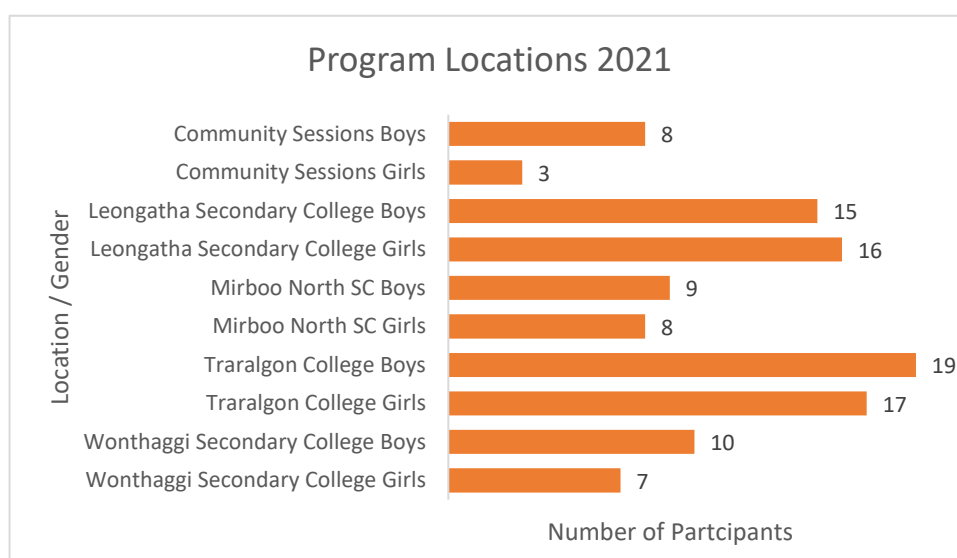 Program Locations 2021
Location / Gender
Community Sessions Boys 8
Community Sessions Girls 3
Leongatha Secondary College Boys 15
Leongatha Secondary College Girls 16
Mirboo North SC Boys 9
Mirboo North SC Girls 8
Traralgon College Boys 19
Traralgon College Girls 17
Wonthaggi Secondary College Boys 10
Wonthaggi Secondary College Girls 7
Number of Partcipants